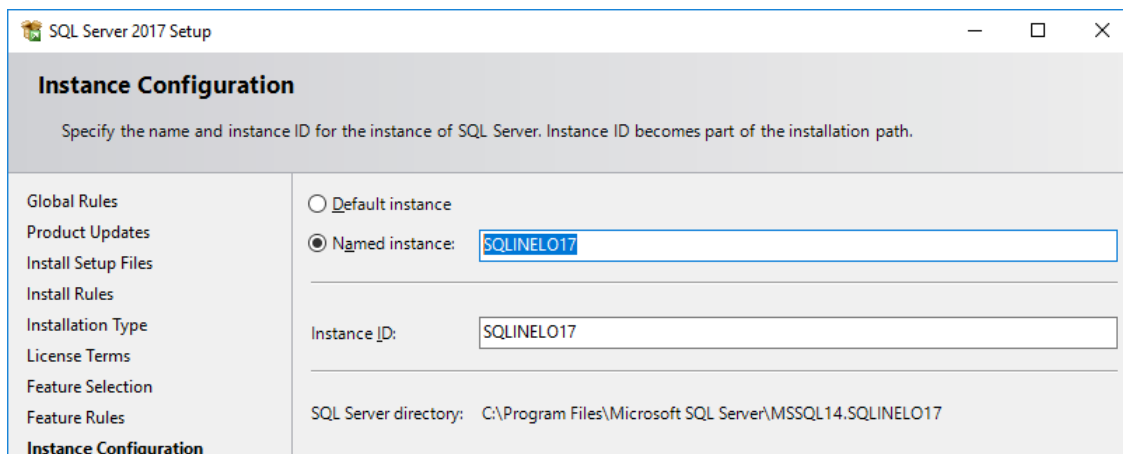 SQL Server 2017 Setup
Instance Configuration
Specify the name and instance ID for the instance of SQL Server. Instance ID becomes part of the installation path.
Global Rules
Product Updates
Install Setup Files
Install Rules
Installation Type
License Terms
Feature Selection
Feature Rules
Instance Configuration
Default instance
Named instance: SQLINELO17
Instance ID: SQLINELO17
SQL Server directory: C:\Program Files\Microsoft SQL Server\MSSQL14.SQLINELO17